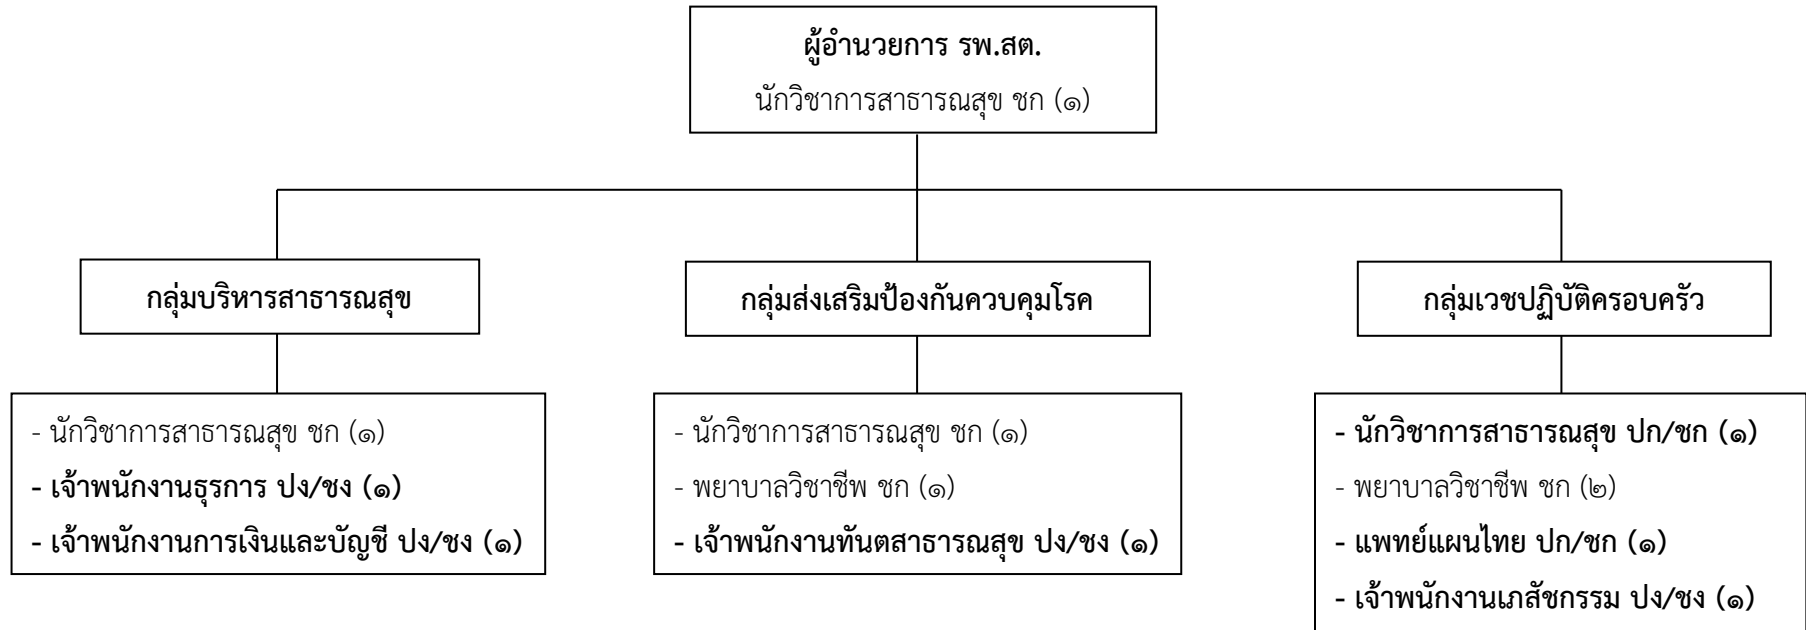 ผู้อำนวยการ รพ.สต.
นักวิชาการสาธารณสุข ชก (๑)
กลุ่มบริหารสาธารณสุข
- นักวิชาการสาธารณสุข ชก (๑)
- เจ้าพนักงานธุรการ ปง/ชง (๑)
- เจ้าพนักงานการเงินและบัญชี ปง/ชง (๑)
กลุ่มส่งเสริมป้องกันควบคุมโรค
- นักวิชาการสาธารณสุข ชก (๑)
- พยาบาลวิชาชีพ ชก (๑)
- เจ้าพนักงานทันตสาธารณสุข ปง/ชง (๑)
กลุ่มเวชปฏิบัติครอบครัว
- นักวิชาการสาธารณสุข ปก/ชก (๑)
- พยาบาลวิชาชีพ ชก (๒)
- แพทย์แผนไทย ปก/ชก (๑)
- เจ้าพนักงานเภสัชกรรม ปง/ชง (๑)